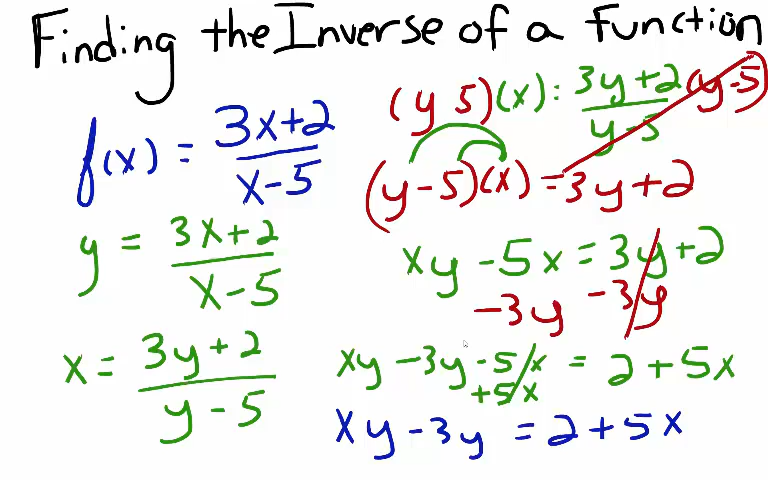 Finding the Inverse of a function
f(x) = 3x+2 / x-5
y = 3x+2 / x-5
x = 3y+2 / y-5
(y 5)(x) = 3y+2 / y-5 (y-5)
(y-5)(x) = 3y+2
xy -5x = 3y+2
-3y -3y
xy -3y -5x = 2+5x
+5x
xy -3y = 2+5x